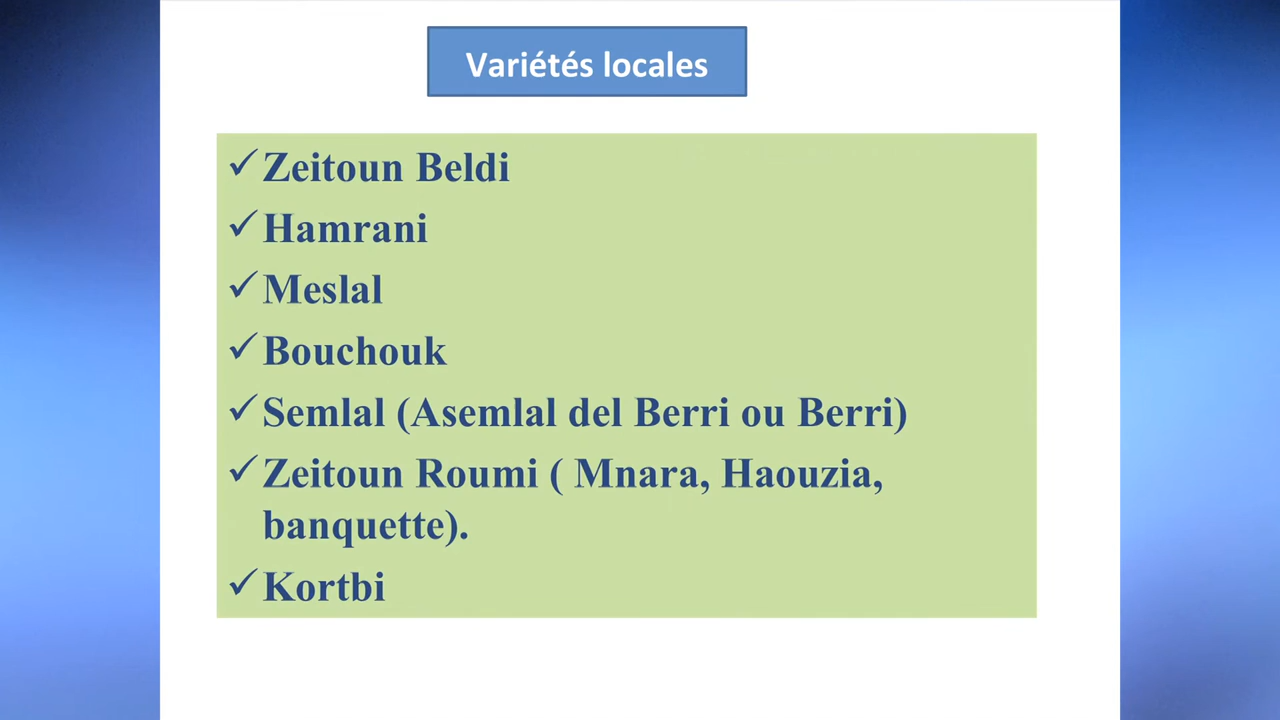 Variétés locales
✓Zeitoun Beldi
✓Hamrani
✓Meslal
✓Bouchouk
✓Semlal (Asemlal del Berri ou Berri)
✓Zeitoun Roumi ( Mnara, Haouzia,
banquette).
✓Kortbi